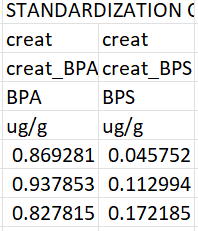 STANDARDIZATION C
creat creat
creat_BPA creat_BPS
BPA BPS
ug/g ug/g
0.869281 0.045752
0.937853 0.112994
0.827815 0.172185